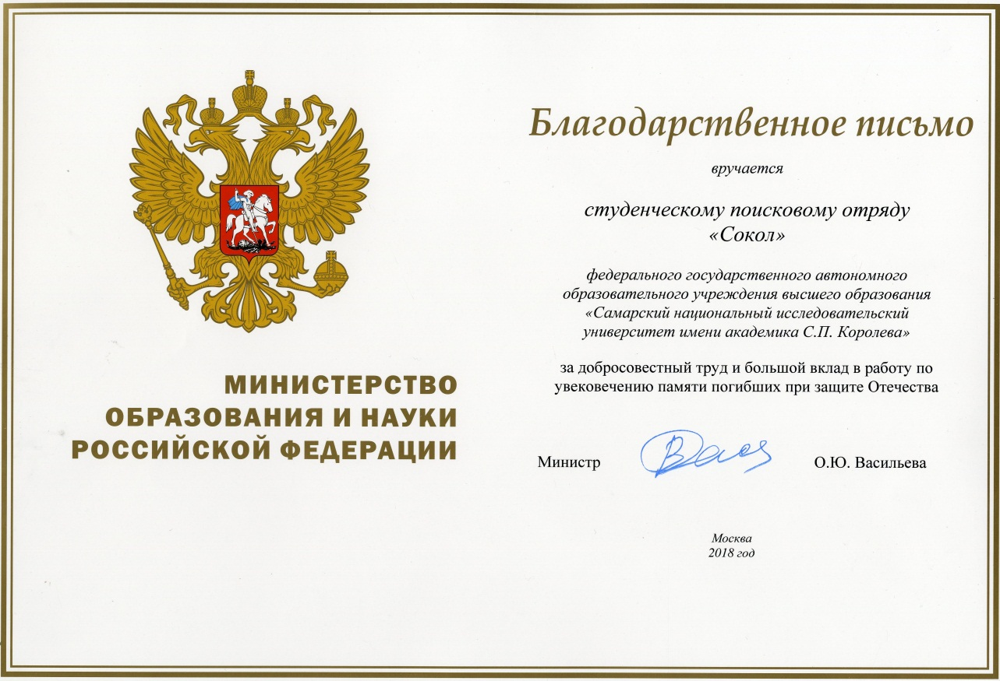 МИНИСТЕРСТВО
ОБРАЗОВАНИЯ И НАУКИ
РОССИЙСКОЙ ФЕДЕРАЦИИ
Благодарственное письмо
вручается
студенческому поисковому отряду
«Сокол»
федерального государственного автономного
образовательного учреждения высшего образования
«Самарский национальный исследовательский
университет имени академика С.П. Королева»
за добросовестный труд и большой вклад в работу по
увековечению памяти погибших при защите Отечества
Министр
О.Ю. Васильева
Москва
2018 год